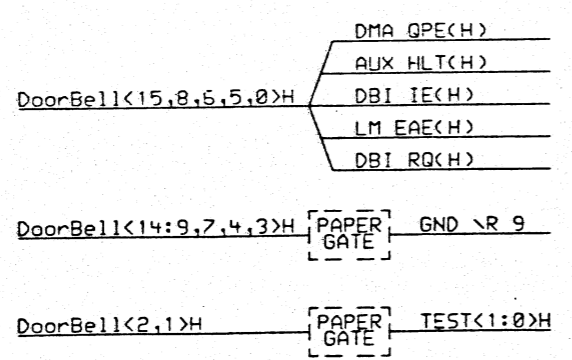 DMA QPE(H)
AUX HLT(H)
DoorBell<15,8,6,5,0>H
DBI IE(H)
LM EAE(H)
DBI RQ(H)
DoorBell<14:9,7,4,3>H
PAPER
GATE
GND \R 9
DoorBell<2,1>H
PAPER
GATE
TEST<1:0>H